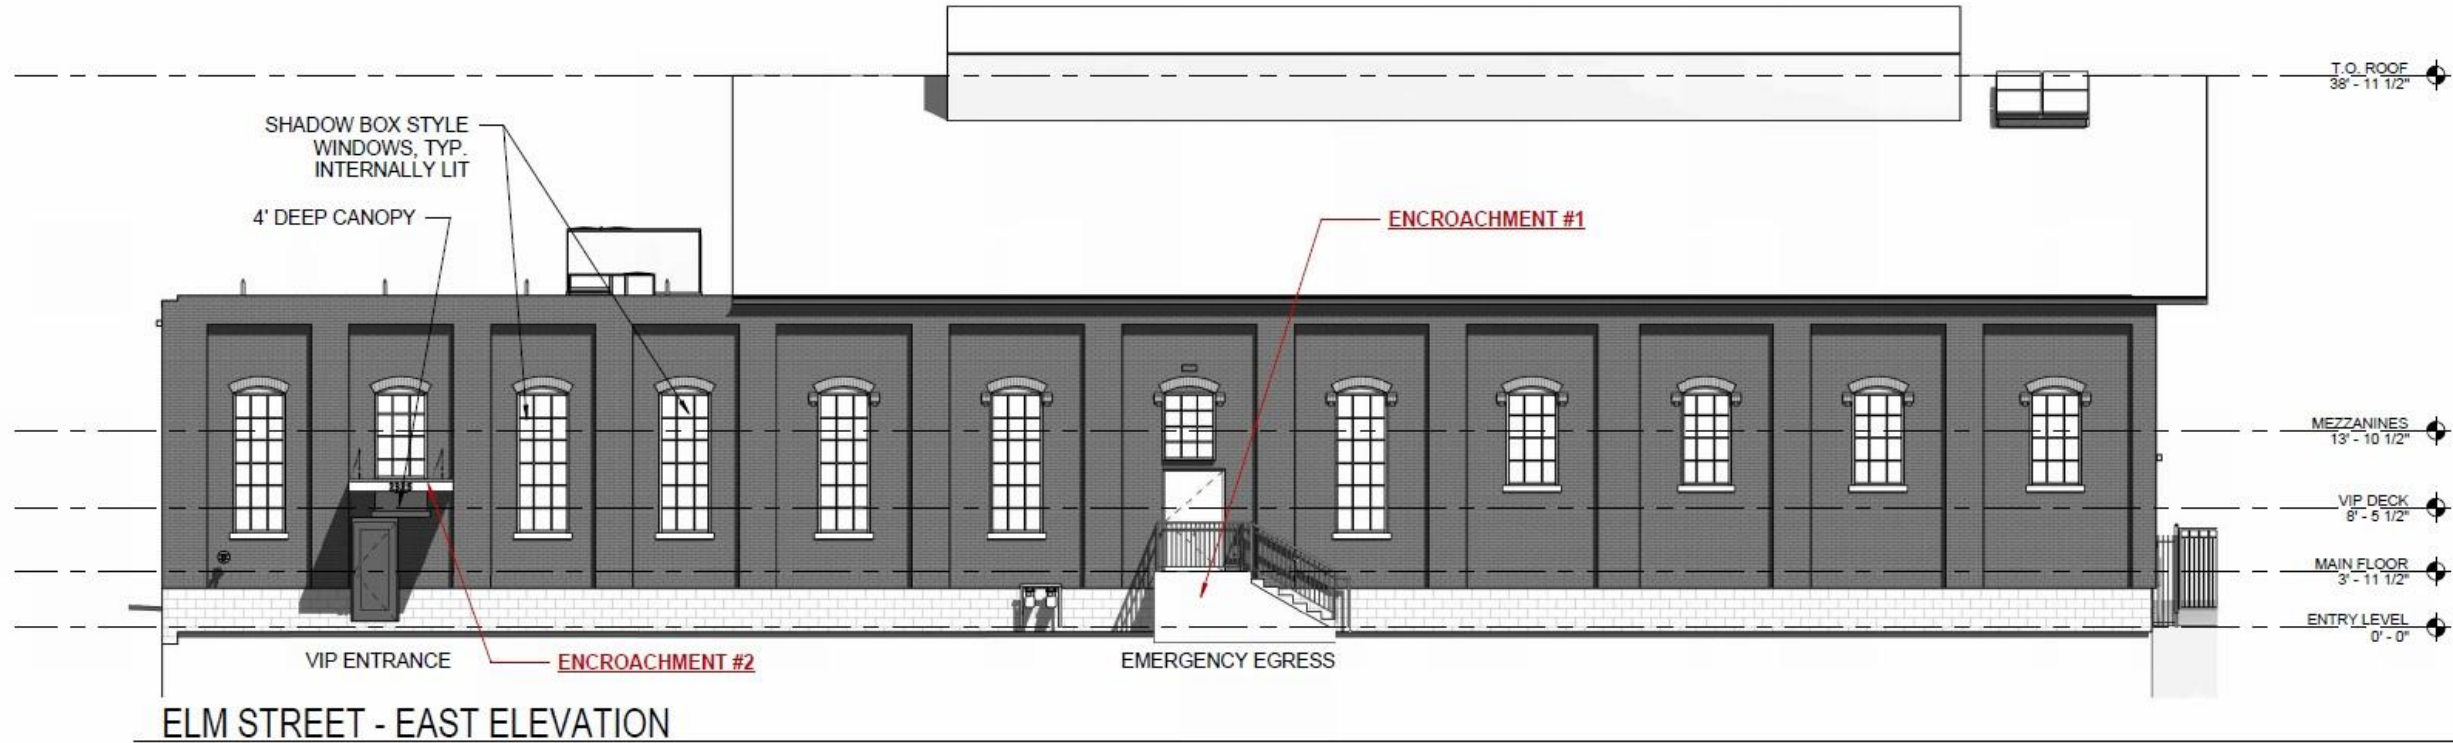 T.O. ROOF
38' - 11 1/2"
SHADOW BOX STYLE
WINDOWS, TYP.
INTERNALLY LIT
4' DEEP CANOPY
ENCROACHMENT #1
MEZZANINES
13' - 10 1/2"
VIP DECK
8' - 5 1/2"
MAIN FLOOR
3' - 11 1/2"
ENTRY LEVEL
0' - 0"
VIP ENTRANCE
ENCROACHMENT #2
EMERGENCY EGRESS
ELM STREET - EAST ELEVATION